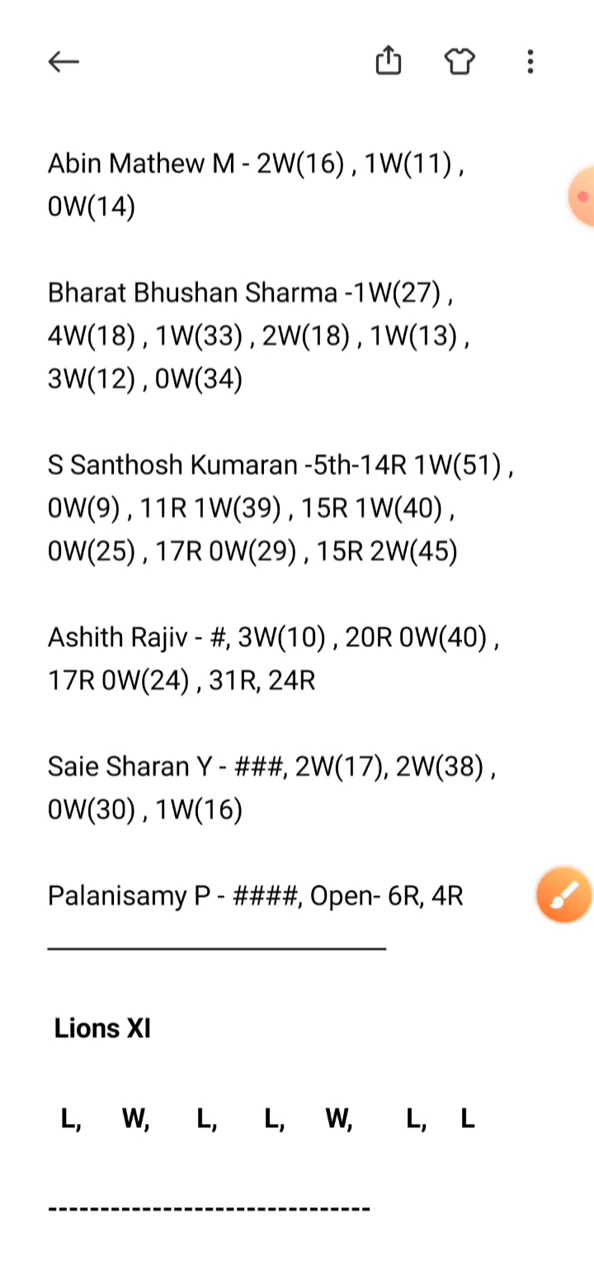 Abin Mathew M - 2W(16) , 1W(11) ,
0W(14)
Bharat Bhushan Sharma -1W(27) ,
4W(18) , 1W(33) , 2W(18) , 1W(13) ,
3W(12) , 0W(34)
S Santhosh Kumaran -5th-14R 1W(51) ,
0W(9) , 11R 1W(39) , 15R 1W(40) ,
0W(25) , 17R 0W(29) , 15R 2W(45)
Ashith Rajiv - #, 3W(10) , 20R 0W(40) ,
17R 0W(24) , 31R, 24R
Saie Sharan Y - ###, 2W(17), 2W(38) ,
0W(30) , 1W(16)
Palanisamy P - ####, Open- 6R, 4R
Lions XI
L, W, L, L, W, L, L
-------------------------------